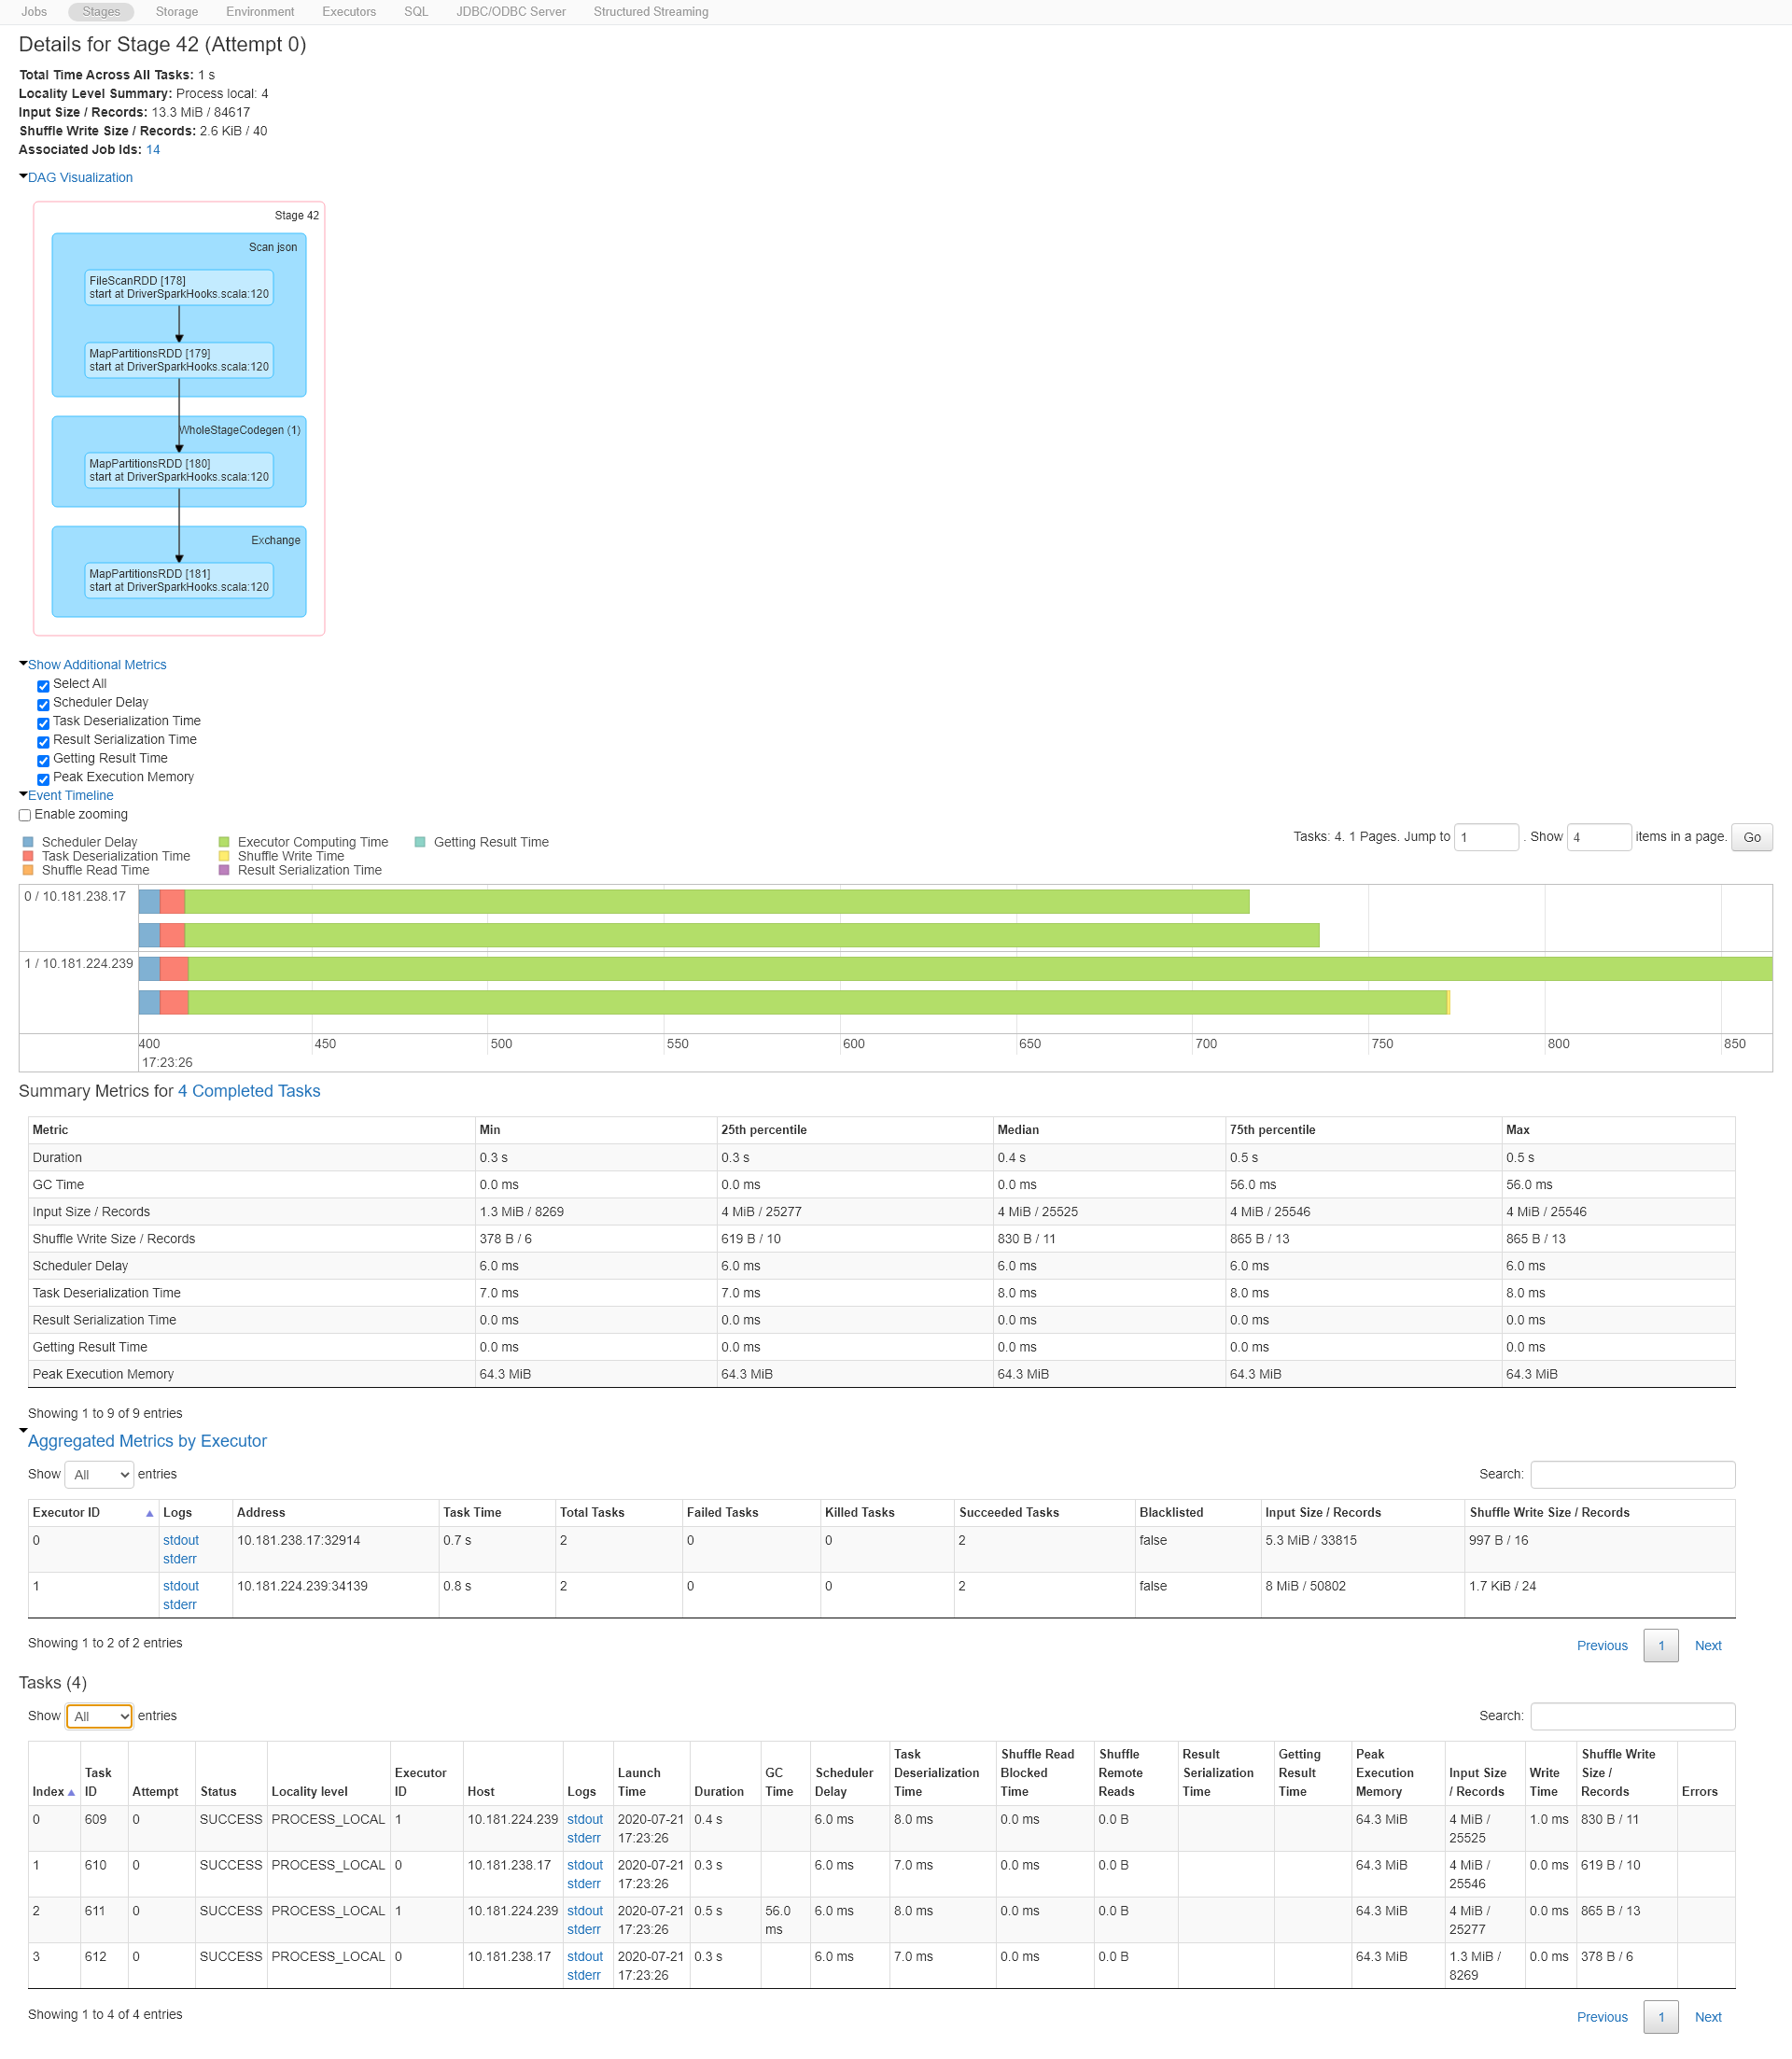 Jobs Stages Storage Environment Executors SQL JDBC/ODBC Server Structured Streaming
Details for Stage 42 (Attempt 0)
Total Time Across All Tasks: 1 s
Locality Level Summary: Process local: 4
Input Size / Records: 13.3 MiB / 84617
Shuffle Write Size / Records: 2.6 KiB / 40
Associated Job Ids: 14
DAG Visualization
Stage 42
Scan json
FileScanRDD [178]
start at DriverSparkHooks.scala:120
MapPartitionsRDD [179]
start at DriverSparkHooks.scala:120
WholeStageCodegen (1)
MapPartitionsRDD [180]
start at DriverSparkHooks.scala:120
Exchange
MapPartitionsRDD [181]
start at DriverSparkHooks.scala:120
Show Additional Metrics
Select All
Scheduler Delay
Task Deserialization Time
Result Serialization Time
Getting Result Time
Peak Execution Memory
Event Timeline
Enable zooming
Tasks: 4. 1 Pages. Jump to 1 . Show 4 items in a page. Go
Scheduler Delay Executor Computing Time Getting Result Time
Task Deserialization Time Shuffle Write Time
Shuffle Read Time Result Serialization Time
0 / 10.181.238.17
1 / 10.181.224.239
400 450 500 550 600 650 700 750 800 850
17:23:26
Summary Metrics for 4 Completed Tasks
Metric Min 25th percentile Median 75th percentile Max
Duration 0.3 s 0.3 s 0.4 s 0.5 s 0.5 s
GC Time 0.0 ms 0.0 ms 0.0 ms 56.0 ms 56.0 ms
Input Size / Records 1.3 MiB / 8269 4 MiB / 25277 4 MiB / 25525 4 MiB / 25546 4 MiB / 25546
Shuffle Write Size / Records 378 B / 6 619 B / 10 830 B / 11 865 B / 13 865 B / 13
Scheduler Delay 6.0 ms 6.0 ms 6.0 ms 6.0 ms 6.0 ms
Task Deserialization Time 7.0 ms 7.0 ms 8.0 ms 8.0 ms 8.0 ms
Result Serialization Time 0.0 ms 0.0 ms 0.0 ms 0.0 ms 0.0 ms
Getting Result Time 0.0 ms 0.0 ms 0.0 ms 0.0 ms 0.0 ms
Peak Execution Memory 64.3 MiB 64.3 MiB 64.3 MiB 64.3 MiB 64.3 MiB
Showing 1 to 9 of 9 entries
Aggregated Metrics by Executor
Show All entries Search:
Executor ID Logs Address Task Time Total Tasks Failed Tasks Killed Tasks Succeeded Tasks Blacklisted Input Size / Records Shuffle Write Size / Records
0 stdout 10.181.238.17:32914 0.7 s 2 0 0 2 false 5.3 MiB / 33815 997 B / 16
stderr
1 stdout 10.181.224.239:34139 0.8 s 2 0 0 2 false 8 MiB / 50802 1.7 KiB / 24
stderr
Showing 1 to 2 of 2 entries Previous 1 Next
Tasks (4)
Show All entries Search:
Task Executor Launch GC Scheduler Task Deserialization Shuffle Read Blocked Shuffle Remote Result Serialization Getting Result Peak Execution Input Size Write Shuffle Write Size /
Index ID Attempt Status Locality level ID Host Logs Time Duration Time Delay Time Time Reads Time Time Memory / Records Time Records Errors
0 609 0 SUCCESS PROCESS_LOCAL 1 10.181.224.239 stdout 2020-07-21 0.4 s 6.0 ms 8.0 ms 0.0 ms 0.0 B 64.3 MiB 4 MiB / 1.0 ms 830 B / 11
stderr 17:23:26 25525
1 610 0 SUCCESS PROCESS_LOCAL 0 10.181.238.17 stdout 2020-07-21 0.3 s 6.0 ms 7.0 ms 0.0 ms 0.0 B 64.3 MiB 4 MiB / 0.0 ms 619 B / 10
stderr 17:23:26 25546
2 611 0 SUCCESS PROCESS_LOCAL 1 10.181.224.239 stdout 2020-07-21 0.5 s 56.0 6.0 ms 8.0 ms 0.0 ms 0.0 B 64.3 MiB 4 MiB / 0.0 ms 865 B / 13
stderr 17:23:26 ms 25277
3 612 0 SUCCESS PROCESS_LOCAL 0 10.181.238.17 stdout 2020-07-21 0.3 s 6.0 ms 7.0 ms 0.0 ms 0.0 B 64.3 MiB 1.3 MiB / 0.0 ms 378 B / 6
stderr 17:23:26 8269
Showing 1 to 4 of 4 entries Previous 1 Next